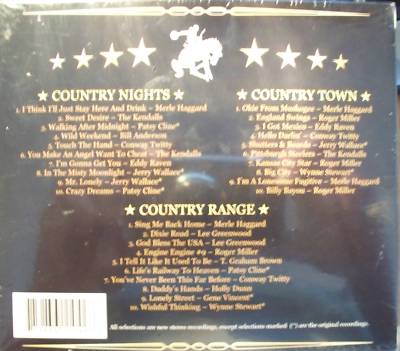 ★ COUNTRY NIGHTS ★
1. I Think I'll Just Stay Here And Drink – Merle Haggard
2. Sweet Desire – The Kendalls
3. Walking After Midnight – Patsy Cline*
4. Wild Weekend – Bill Anderson
5. Touch The Hand – Conway Twitty
6. You Make An Angel Want To Cheat – The Kendalls
7. I'm Gonna Get You – Eddy Raven
8. In The Misty Moonlight – Jerry Wallace*
9. Mr. Lonely – Jerry Wallace*
10. Crazy Dreams – Patsy Cline*
★ COUNTRY TOWN ★
1. Okie From Muskogee – Merle Haggard
2. England Swings – Roger Miller
3. I Got Mexico – Eddy Raven
4. Hello Darlin' – Conway Twitty
5. Shutters & Boards – Jerry Wallace*
6. Pittsburgh Stealers – The Kendalls
7. Kansas City Star – Roger Miller
8. Big City – Wynne Stewart*
9. I'm A Lonesome Fugitive – Merle Haggard
10. Billy Bayou – Roger Miller
★ COUNTRY RANGE ★
1. Sing Me Back Home – Merle Haggard
2. Dixie Road – Lee Greenwood
3. God Bless The USA – Lee Greenwood
4. Engine Engine #9 – Roger Miller
5. I Tell It Like It Used To Be – T. Graham Brown
6. Life's Railway To Heaven – Patsy Cline*
7. You've Never Been This Far Before – Conway Twitty
8. Daddy's Hands – Holly Dunn
9. Lonely Street – Gene Vincent*
10. Wishful Thinking – Wynne Stewart*
All selections are new stereo recordings, except selections marked (*) are the original recordings.